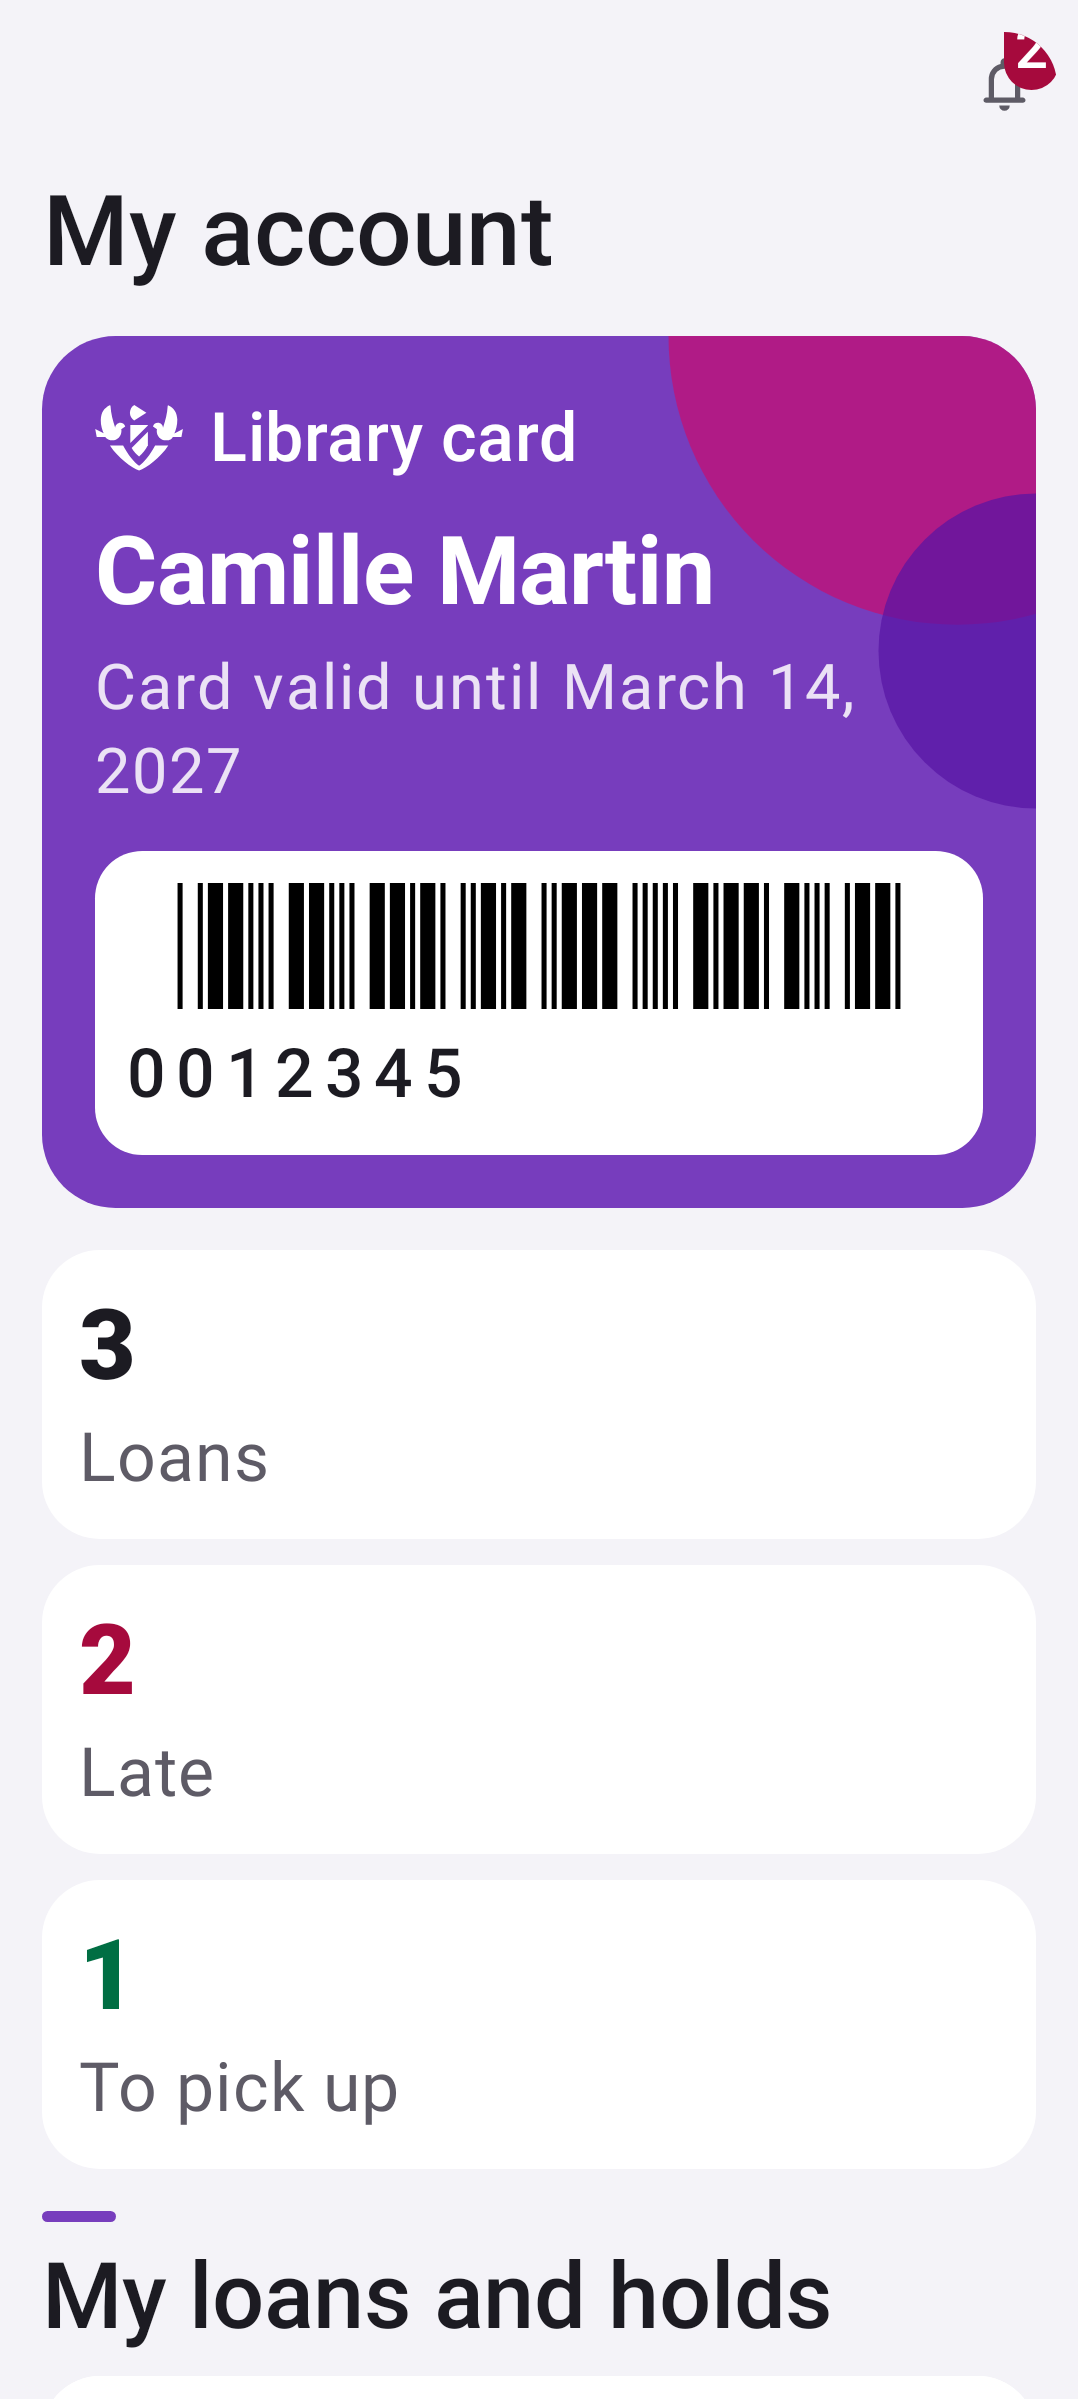 2
My account
Library card
Camille Martin
Card valid until March 14,
2027
0012345
3
Loans
2
Late
1
To pick up
My loans and holds